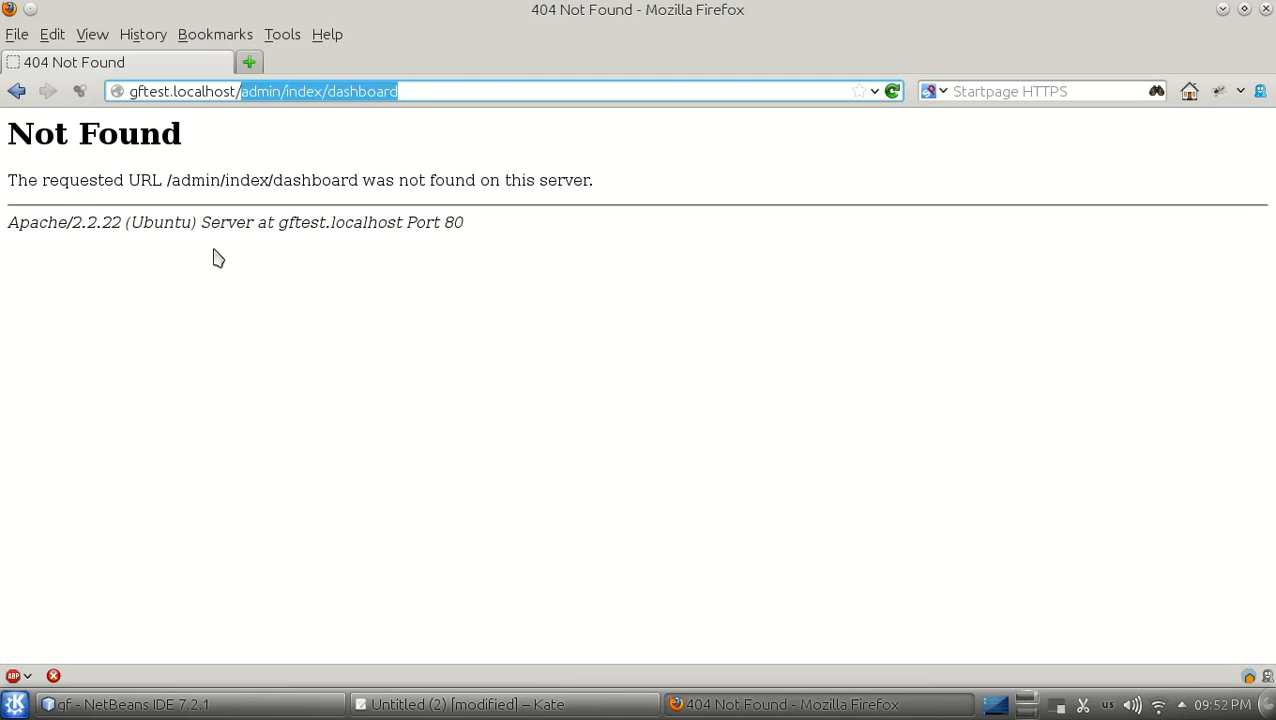 404 Not Found - Mozilla Firefox
File Edit View History Bookmarks Tools Help
404 Not Found
gftest.localhost/admin/index/dashboard
Startpage HTTPS
Not Found
The requested URL /admin/index/dashboard was not found on this server.
Apache/2.2.22 (Ubuntu) Server at gftest.localhost Port 80
ABP
gf - NetBeans IDE 7.2.1
Untitled (2) [modified] – Kate
404 Not Found - Mozilla Firefox
us
09:52 PM